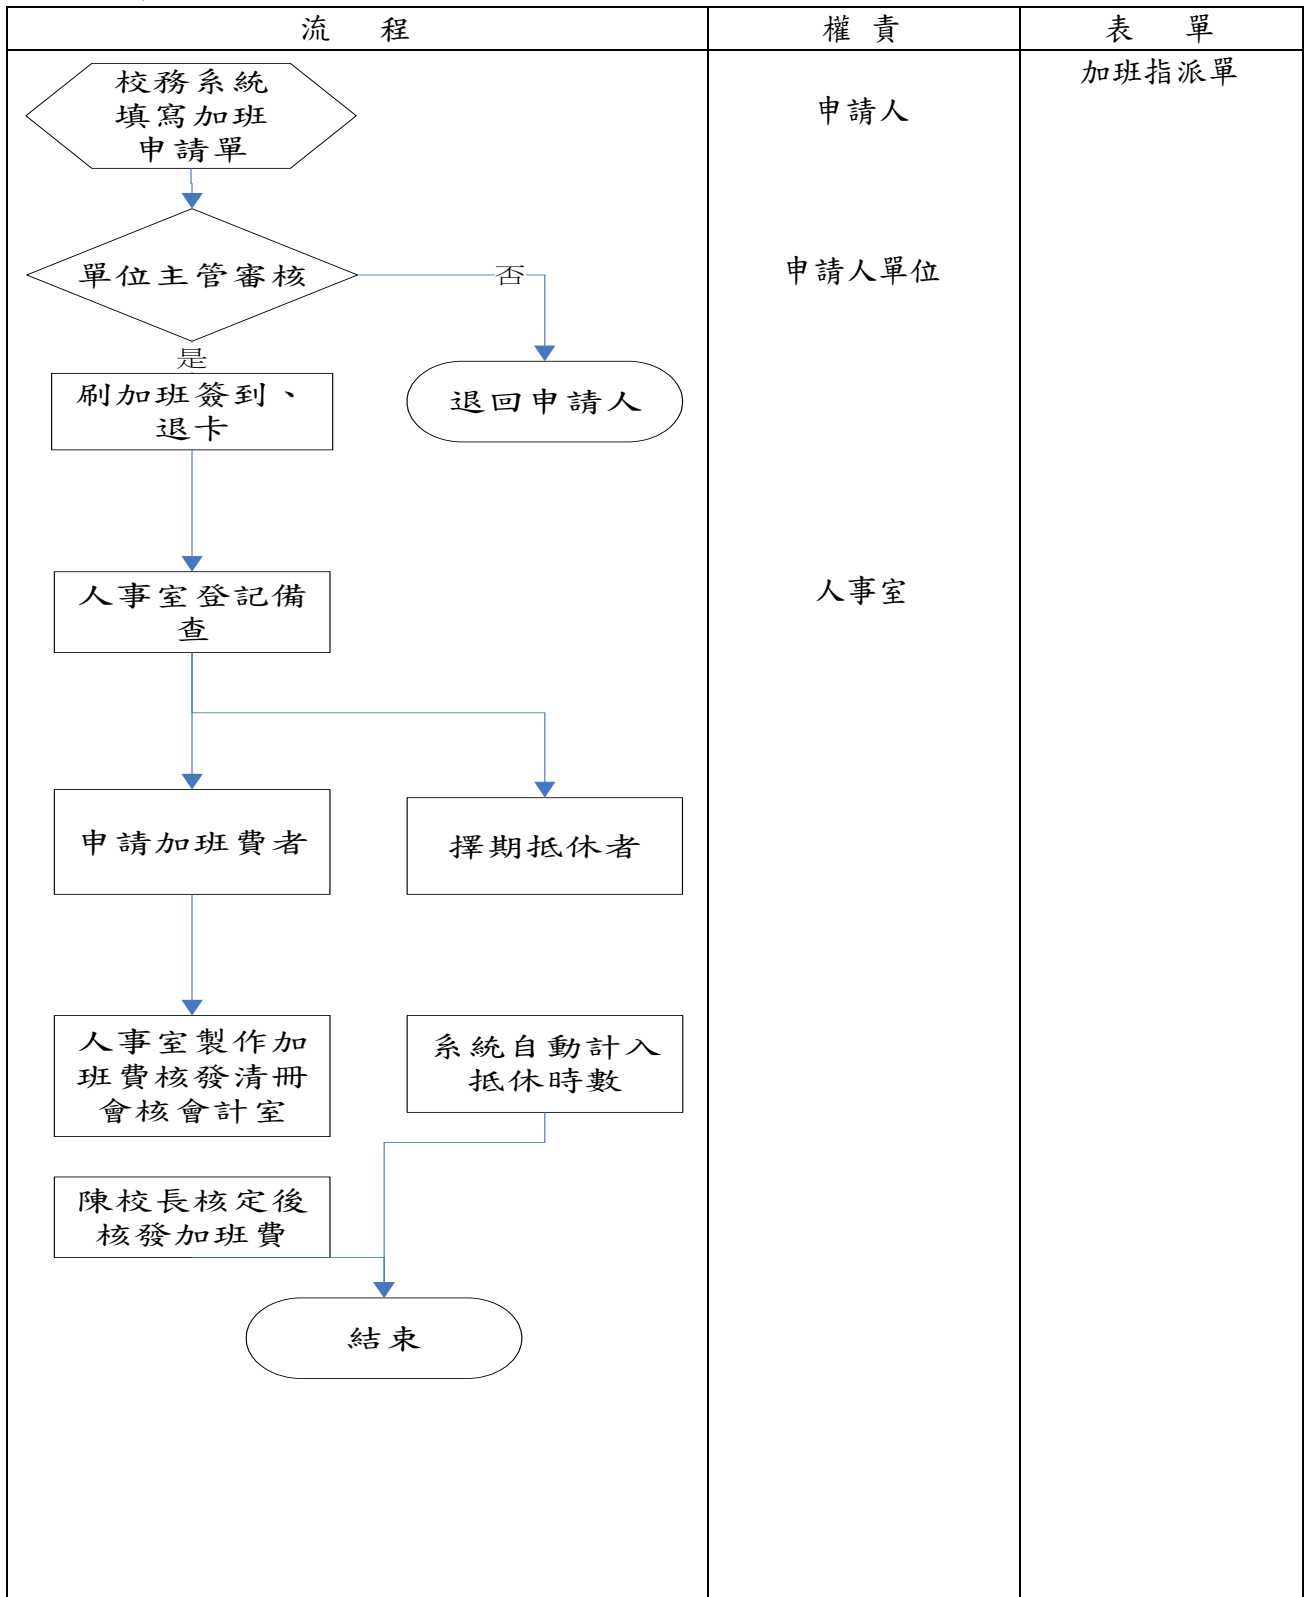 流 程
權 責
表 單
校務系統
填寫加班
申請單
申請人
加班指派單
單位主管審核
否
申請人單位
是
刷加班簽到、
退卡
退回申請人
人事室登記備
查
人事室
申請加班費者
擇期抵休者
人事室製作加
班費核發清冊
會核會計室
系統自動計入
抵休時數
陳校長核定後
核發加班費
結束